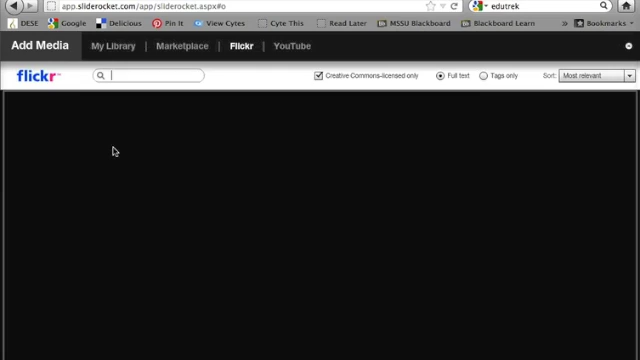 app.sliderocket.com/app/sliderocket.aspx#o
edutrek
DESE Google Delicious Pin It View Cytes Cyte This Read Later MSSU Blackboard Blackboard Learn » Bookmarks
Add Media My Library | Marketplace | Flickr | YouTube
flickr Creative Commons-licensed only Full text Tags only Sort: Most relevant